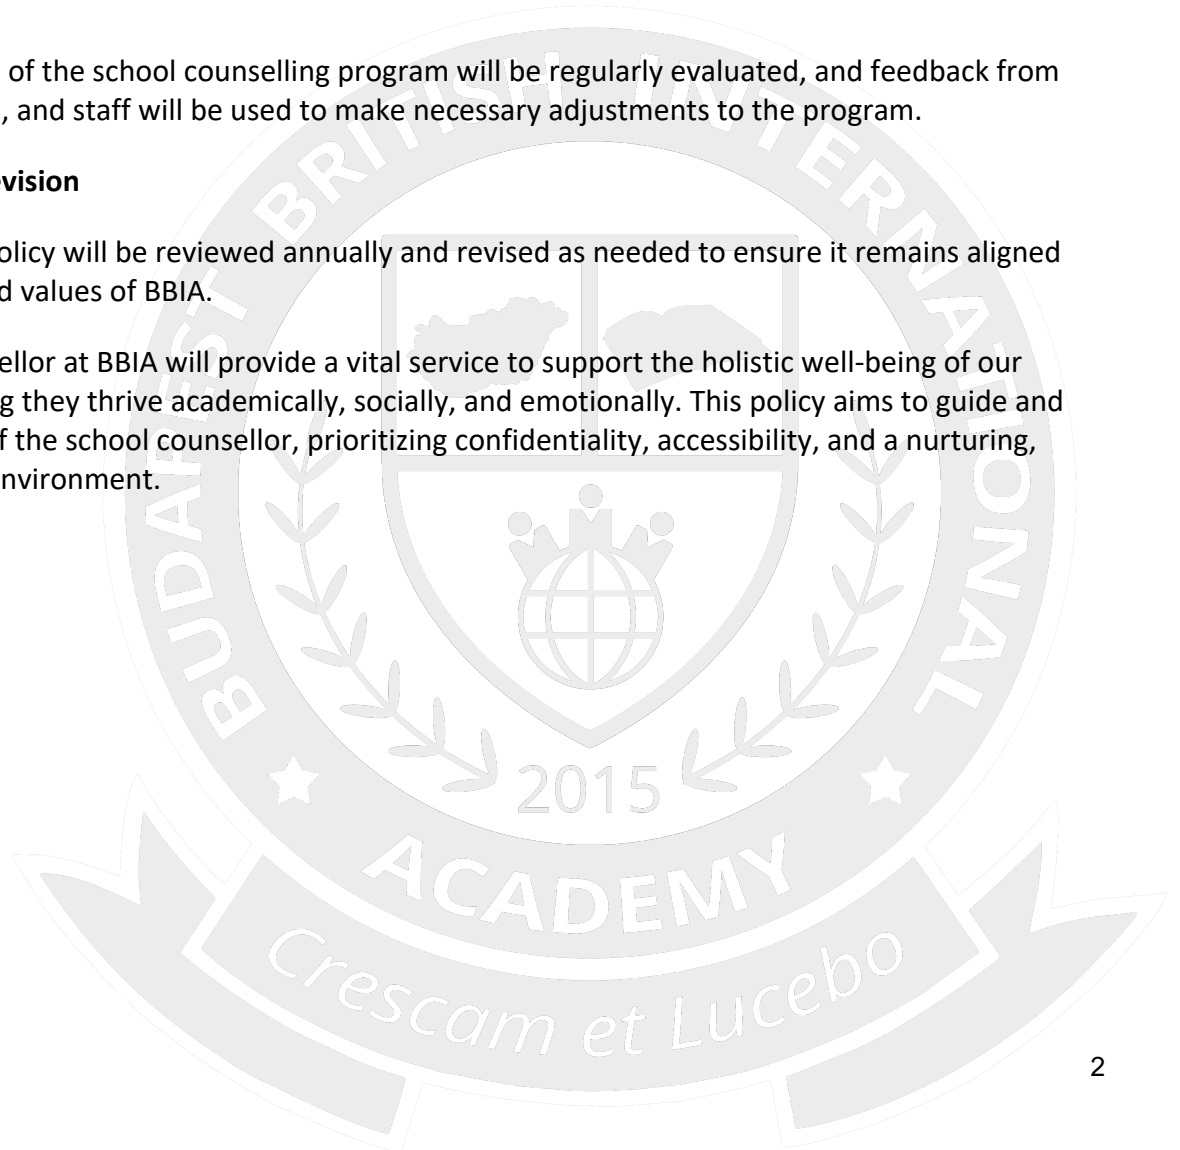 of the school counselling program will be regularly evaluated, and feedback from
, and staff will be used to make necessary adjustments to the program.
evision
olicy will be reviewed annually and revised as needed to ensure it remains aligned
d values of BBIA.
ellor at BBIA will provide a vital service to support the holistic well-being of our
g they thrive academically, socially, and emotionally. This policy aims to guide and
f the school counsellor, prioritizing confidentiality, accessibility, and a nurturing,
nvironment.
BUDAPEST BRITISH INTERNATIONAL
2015
ACADEMY
Crescam et Lucebo
2